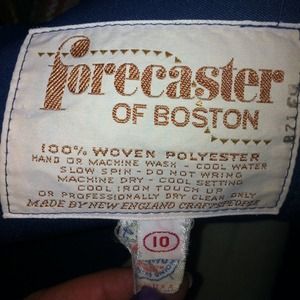 forecaster
OF BOSTON
100% WOVEN POLYESTER
HAND OR MACHINE WASH - COOL WATER
SLOW SPIN - DO NOT WRING
MACHINE DRY - COOL SETTING
COOL IRON TOUCH UP
OR PROFESSIONALLY DRY CLEAN ONLY
MADE BY NEW ENGLAND CRAFTSPEOPLE
10